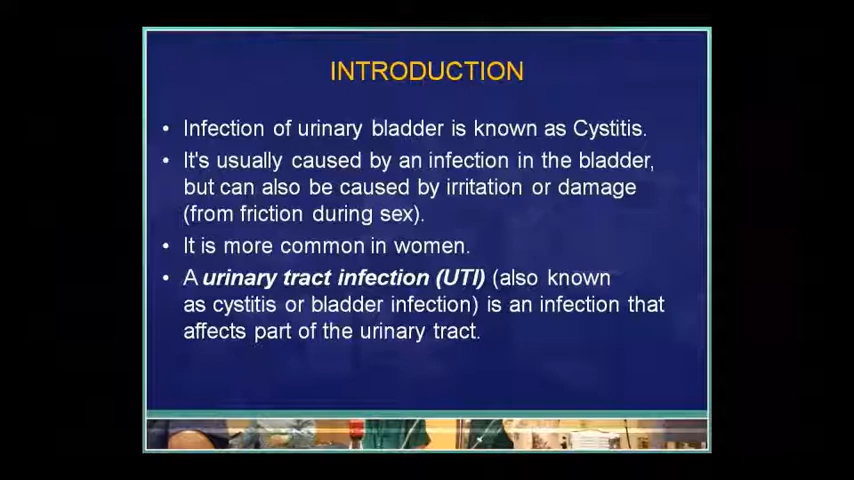 INTRODUCTION
• Infection of urinary bladder is known as Cystitis.
• It's usually caused by an infection in the bladder,
but can also be caused by irritation or damage
(from friction during sex).
• It is more common in women.
• A urinary tract infection (UTI) (also known
as cystitis or bladder infection) is an infection that
affects part of the urinary tract.